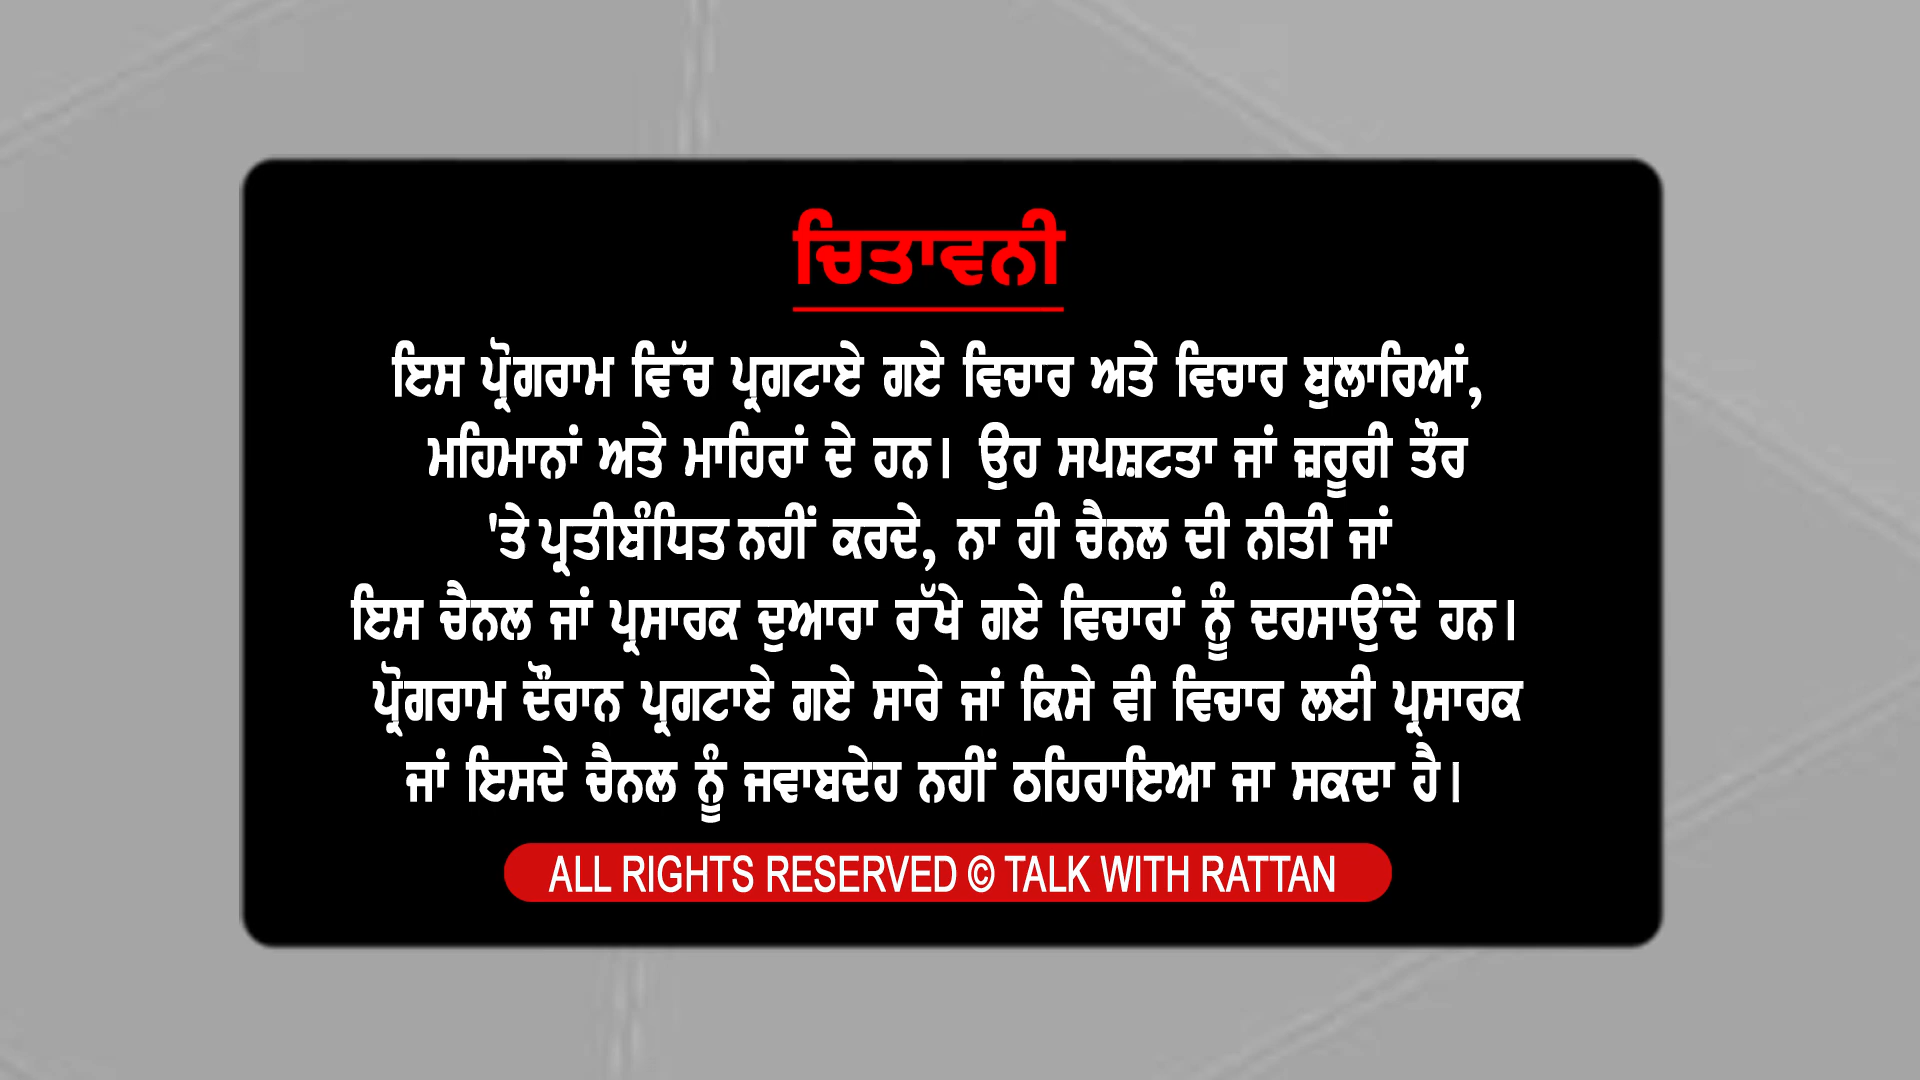 ਚਿਤਾਵਨੀ
ਇਸ ਪ੍ਰੋਗਰਾਮ ਵਿੱਚ ਪ੍ਰਗਟਾਏ ਗਏ ਵਿਚਾਰ ਅਤੇ ਵਿਚਾਰ ਬੁਲਾਰਿਆਂ,
ਮਹਿਮਾਨਾਂ ਅਤੇ ਮਾਹਿਰਾਂ ਦੇ ਹਨ। ਉਹ ਸਪਸ਼ਟਤਾ ਜਾਂ ਜ਼ਰੂਰੀ ਤੌਰ
'ਤੇ ਪ੍ਰਤੀਬੰਧਿਤ ਨਹੀਂ ਕਰਦੇ, ਨਾ ਹੀ ਚੈਨਲ ਦੀ ਨੀਤੀ ਜਾਂ
ਇਸ ਚੈਨਲ ਜਾਂ ਪ੍ਰਸਾਰਕ ਦੁਆਰਾ ਰੱਖੇ ਗਏ ਵਿਚਾਰਾਂ ਨੂੰ ਦਰਸਾਉਂਦੇ ਹਨ।
ਪ੍ਰੋਗਰਾਮ ਦੌਰਾਨ ਪ੍ਰਗਟਾਏ ਗਏ ਸਾਰੇ ਜਾਂ ਕਿਸੇ ਵੀ ਵਿਚਾਰ ਲਈ ਪ੍ਰਸਾਰਕ
ਜਾਂ ਇਸਦੇ ਚੈਨਲ ਨੂੰ ਜਵਾਬਦੇਹ ਨਹੀਂ ਠਹਿਰਾਇਆ ਜਾ ਸਕਦਾ ਹੈ।
ALL RIGHTS RESERVED © TALK WITH RATTAN